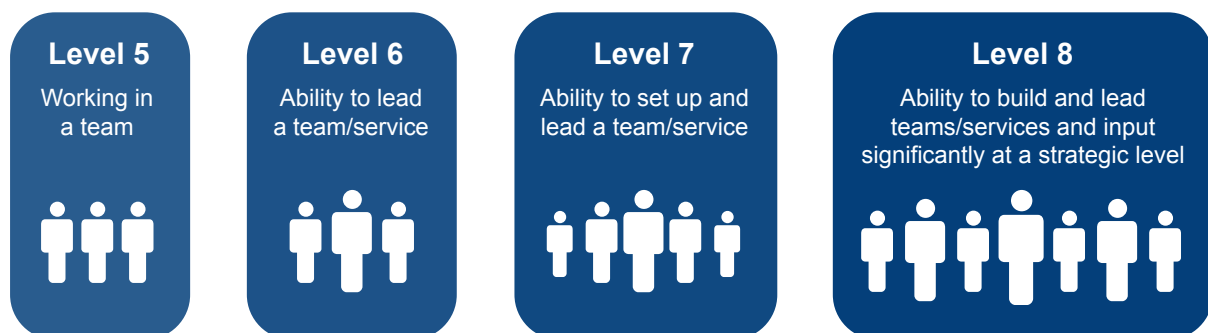 Level 5
Working in
a team
Level 6
Ability to lead
a team/service
Level 7
Ability to set up and
lead a team/service
Level 8
Ability to build and lead
teams/services and input
significantly at a strategic level